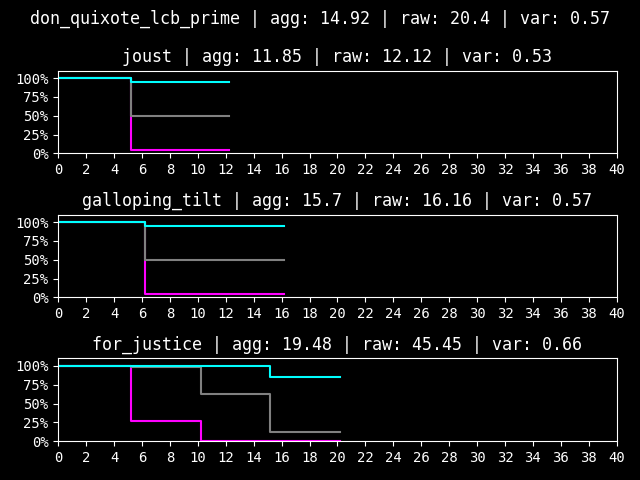 don_quixote_lcb_prime | agg: 14.92 | raw: 20.4 | var: 0.57
joust | agg: 11.85 | raw: 12.12 | var: 0.53
100%
75%
50%
25%
0%
0 2 4 6 8 10 12 14 16 18 20 22 24 26 28 30 32 34 36 38 40
galloping_tilt | agg: 15.7 | raw: 16.16 | var: 0.57
100%
75%
50%
25%
0%
0 2 4 6 8 10 12 14 16 18 20 22 24 26 28 30 32 34 36 38 40
for_justice | agg: 19.48 | raw: 45.45 | var: 0.66
100%
75%
50%
25%
0%
0 2 4 6 8 10 12 14 16 18 20 22 24 26 28 30 32 34 36 38 40